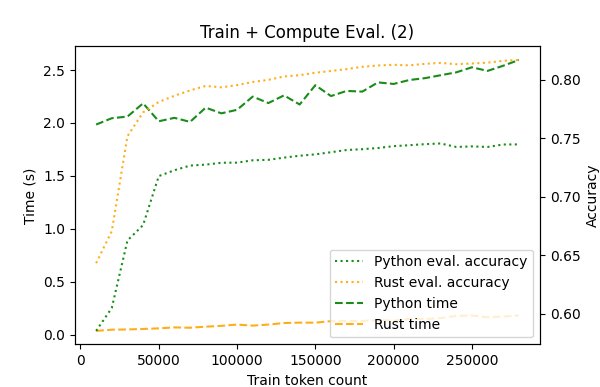 Train + Compute Eval. (2)
2.5
2.0
1.5
1.0
0.5
0.0
Time (s)
0.80
0.75
0.70
0.65
0.60
Accuracy
Python eval. accuracy
Rust eval. accuracy
Python time
Rust time
0 50000 100000 150000 200000 250000
Train token count